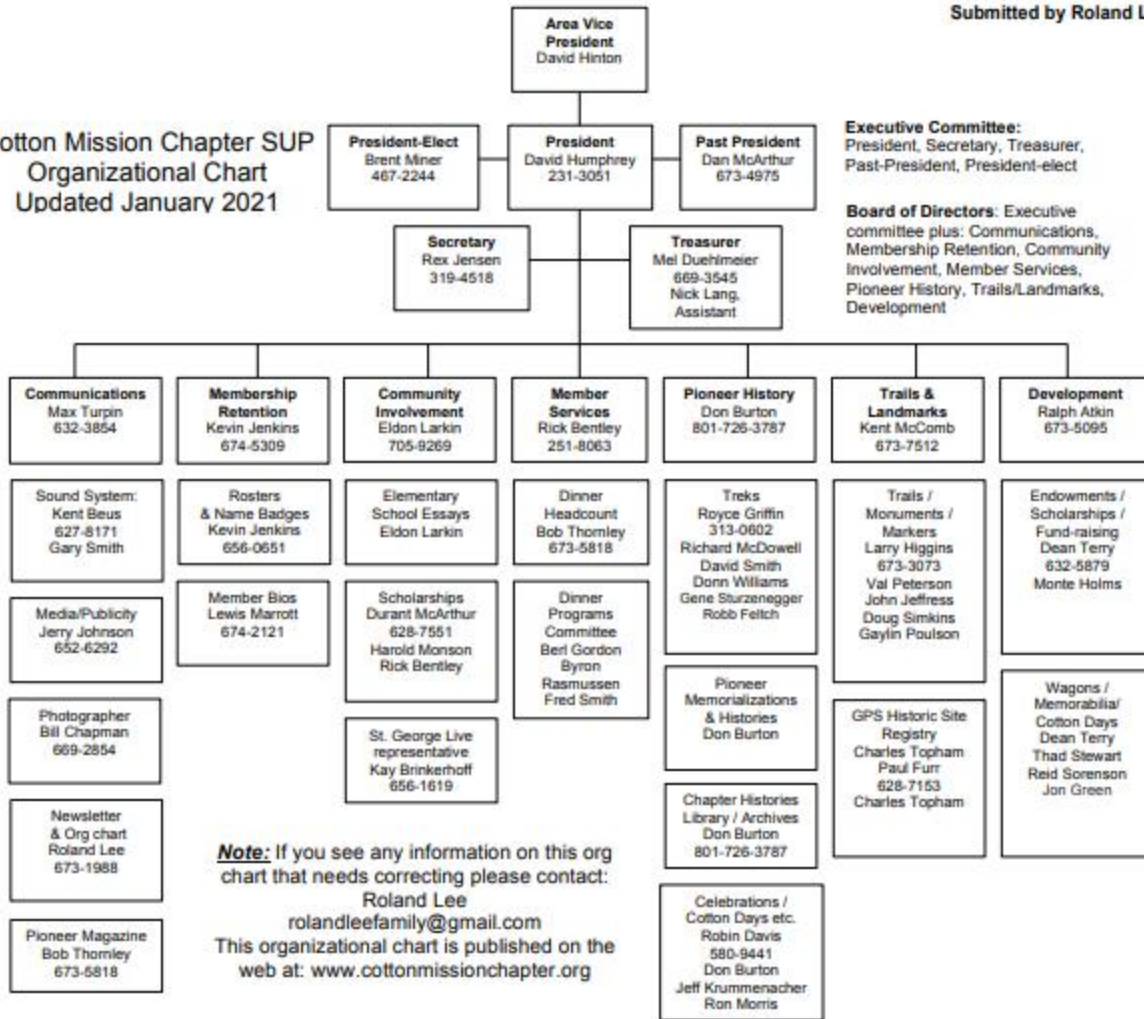 Submitted by Roland L
Area Vice
President
David Hinton
otton Mission Chapter SUP
Organizational Chart
Updated January 2021
President-Elect
Brent Miner
467-2244
President
David Humphrey
231-3051
Past President
Dan McArthur
673-4975
Executive Committee:
President, Secretary, Treasurer,
Past-President, President-elect
Board of Directors: Executive
committee plus: Communications,
Membership Retention, Community
Involvement, Member Services,
Pioneer History, Trails/Landmarks,
Development
Secretary
Rex Jensen
319-4518
Treasurer
Mel Duehlmeier
669-3545
Nick Lang,
Assistant
Communications
Max Turpin
632-3854
Membership
Retention
Kevin Jenkins
674-5309
Community
Involvement
Eldon Larkin
705-9269
Member
Services
Rick Bentley
251-8063
Pioneer History
Don Burton
801-726-3787
Trails &
Landmarks
Kent McComb
673-7512
Development
Ralph Atkin
673-5095
Sound System:
Kent Beus
627-8171
Gary Smith
Rosters
& Name Badges
Kevin Jenkins
656-0651
Elementary
School Essays
Eldon Larkin
Dinner
Headcount
Bob Thornley
673-5818
Treks
Royce Griffin
313-0602
Richard McDowell
David Smith
Donn Williams
Gene Sturzenegger
Robb Feltch
Trails /
Monuments /
Markers
Larry Higgins
673-3073
Val Peterson
John Jeffress
Doug Simkins
Gaylin Poulson
Endowments /
Scholarships /
Fund-raising
Dean Terry
632-5879
Monte Holms
Media/Publicity
Jerry Johnson
652-6292
Member Bios
Lewis Marrott
674-2121
Scholarships
Durant McArthur
628-7551
Harold Monson
Rick Bentley
Dinner
Programs
Committee
Berl Gordon
Byron
Rasmussen
Fred Smith
Pioneer
Memorializations
& Histories
Don Burton
Wagons /
Memorabilia/
Cotton Days
Dean Terry
Thad Stewart
Reid Sorenson
Jon Green
Photographer
Bill Chapman
669-2854
St. George Live
representative
Kay Brinkerhoff
656-1619
GPS Historic Site
Registry
Charles Topham
Paul Furr
628-7153
Charles Topham
Newsletter
& Org chart
Roland Lee
673-1988
Chapter Histories
Library / Archives
Don Burton
801-726-3787
Note: If you see any information on this org
chart that needs correcting please contact:
Roland Lee
rolandleefamily@gmail.com
This organizational chart is published on the
web at: www.cottonmissionchapter.org
Pioneer Magazine
Bob Thornley
673-5818
Celebrations /
Cotton Days etc.
Robin Davis
580-9441
Don Burton
Jeff Krummenacher
Ron Morris